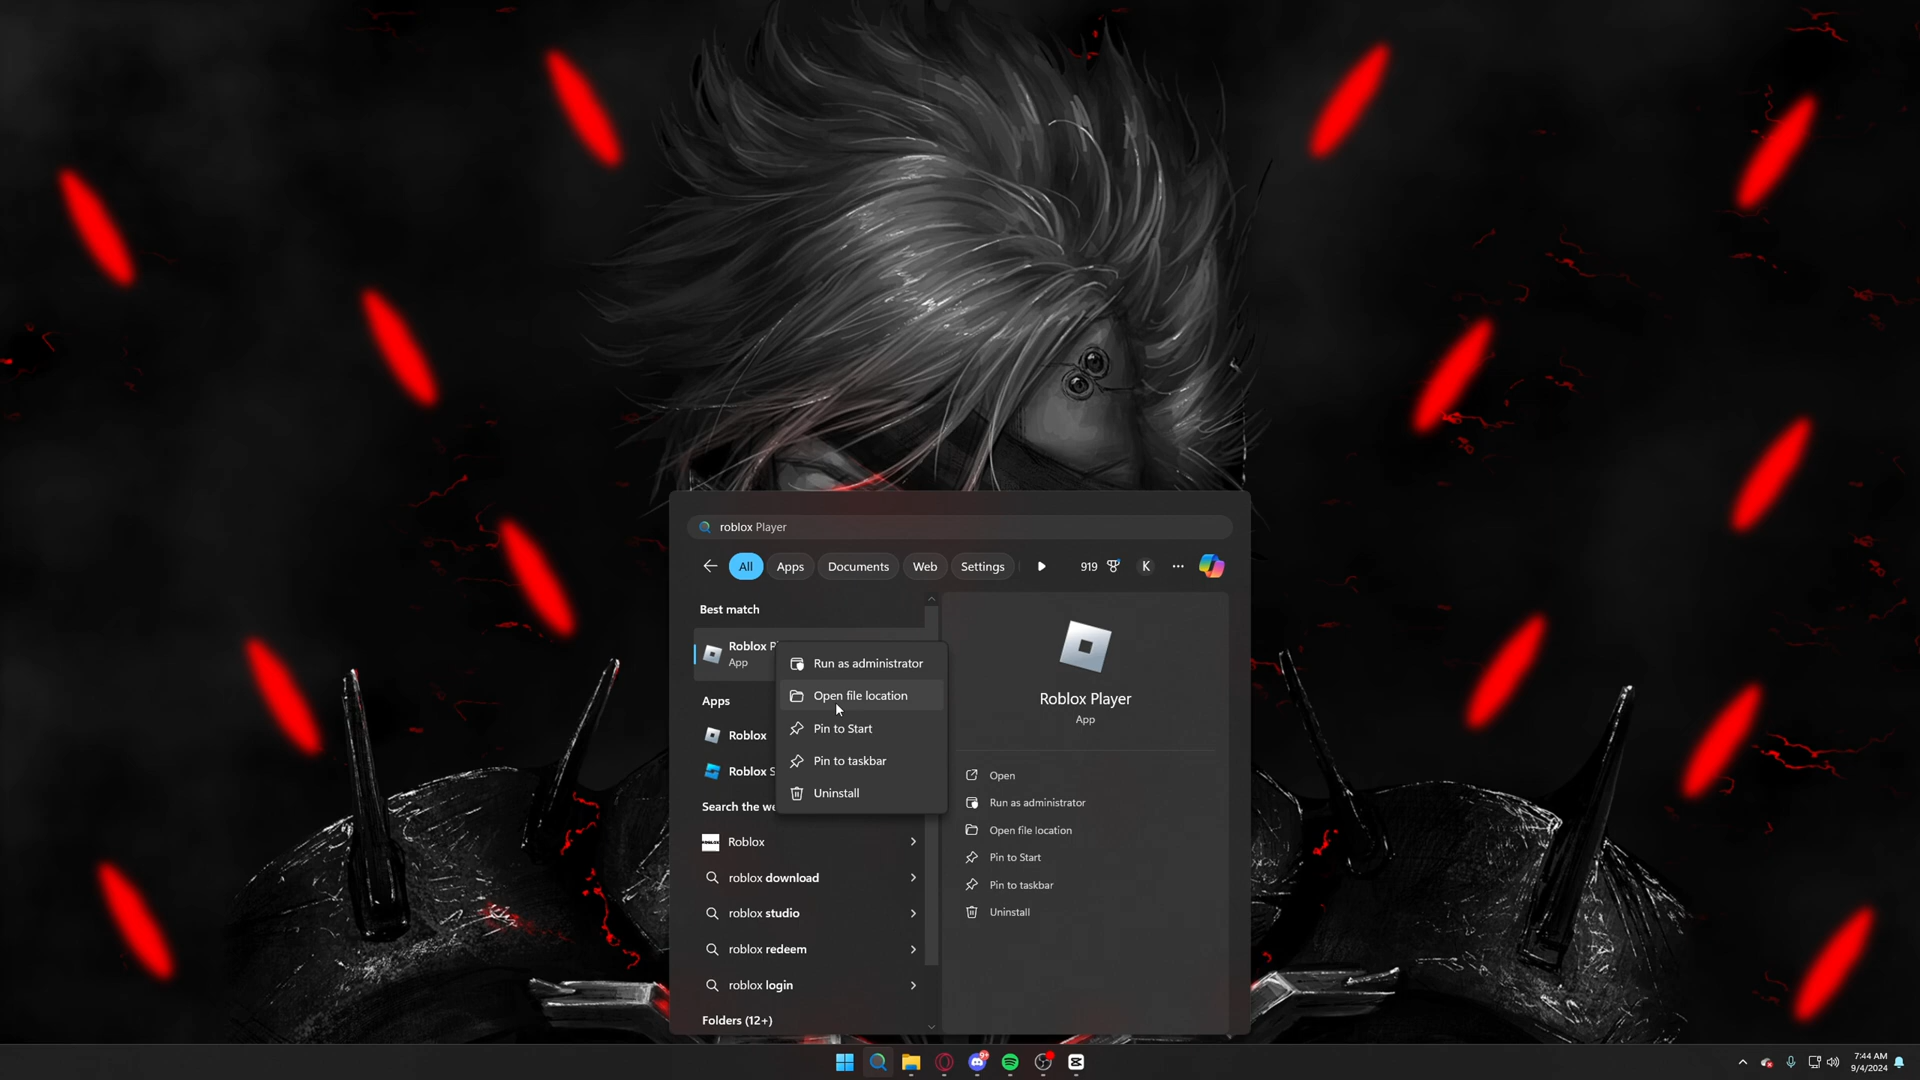 roblox Player
All
Apps
Documents
Web
Settings
919
K
Best match
Roblox
App
Apps
Roblox
Roblox S
Search the we
Roblox
roblox download
roblox studio
roblox redeem
roblox login
Folders (12+)
Run as administrator
Open file location
Pin to Start
Pin to taskbar
Uninstall
Roblox Player
App
Open
Run as administrator
Open file location
Pin to Start
Pin to taskbar
Uninstall
9+
7:44 AM
9/4/2024